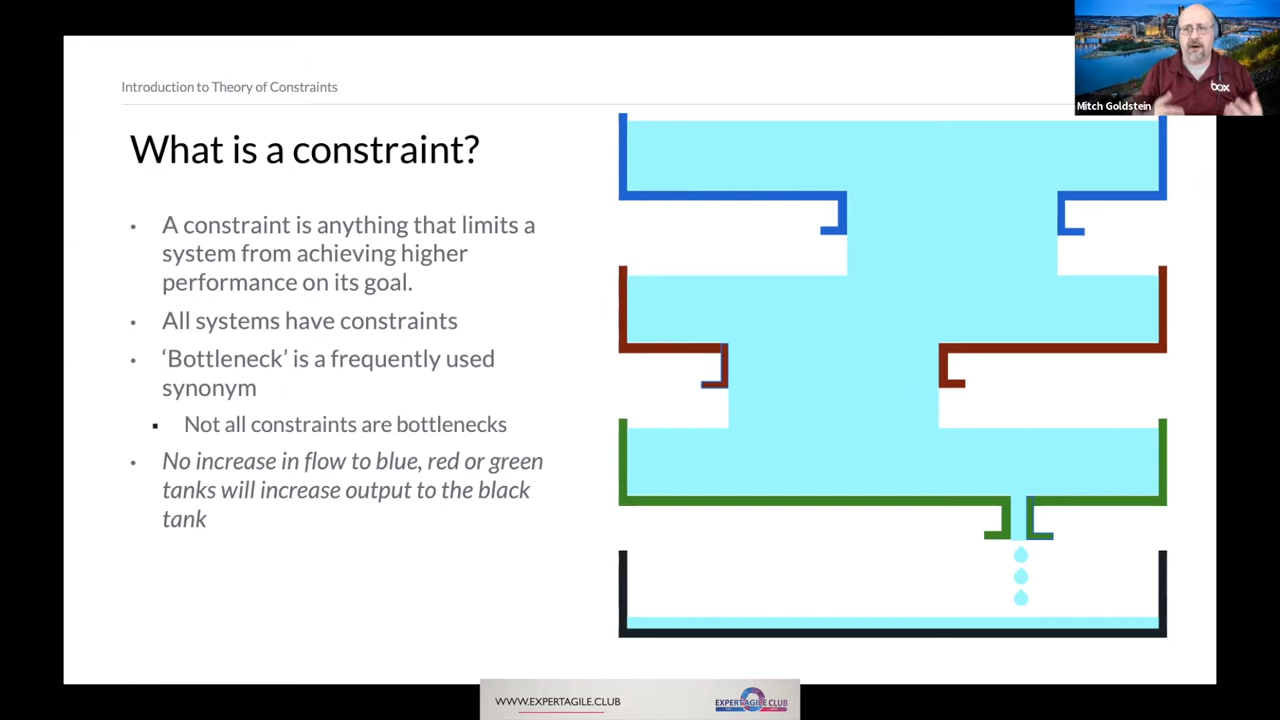 Introduction to Theory of Constraints
What is a constraint?
• A constraint is anything that limits a
system from achieving higher
performance on its goal.
• All systems have constraints
• ‘Bottleneck’ is a frequently used
synonym
▪ Not all constraints are bottlenecks
• No increase in flow to blue, red or green
tanks will increase output to the black
tank
box
Mitch Goldstein
WWW.EXPERTAGILE.CLUB
EXPERTAGILE.CLUB